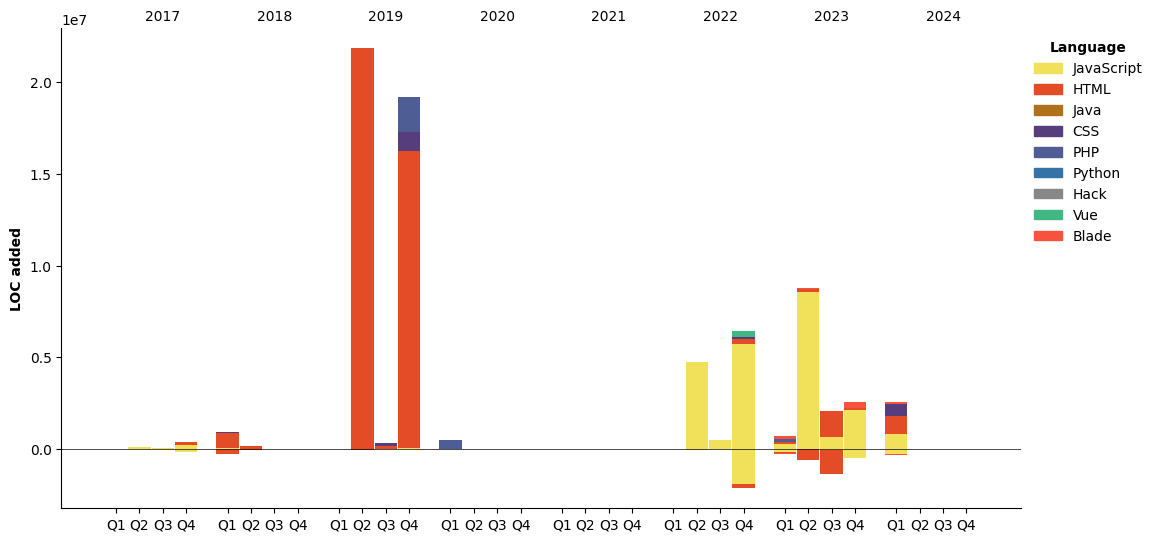 2017 2018 2019 2020 2021 2022 2023 2024
1e7
Language
JavaScript
HTML
Java
CSS
PHP
Python
Hack
Vue
Blade
2.0
1.5
1.0
0.5
0.0
LOC added
Q1 Q2 Q3 Q4 Q1 Q2 Q3 Q4 Q1 Q2 Q3 Q4 Q1 Q2 Q3 Q4 Q1 Q2 Q3 Q4 Q1 Q2 Q3 Q4 Q1 Q2 Q3 Q4 Q1 Q2 Q3 Q4